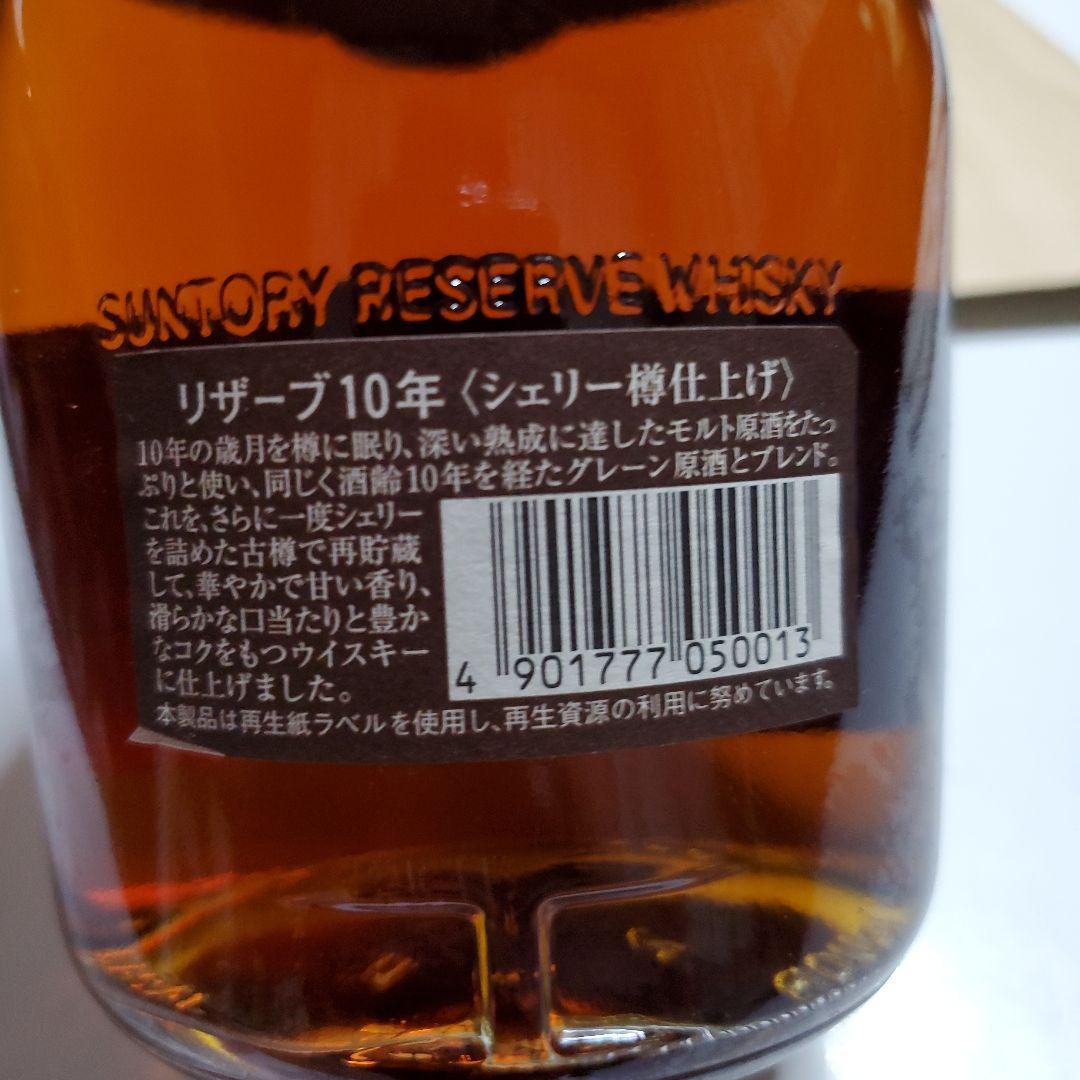 SUNTORY RESERVE WHISKY
リザーブ10年〈シェリー樽仕上げ〉
10年の歳月を樽に眠り、深い熟成に達したモルト原酒をたっ
ぷりと使い、同じく酒齢10年を経たグレーン原酒とブレンド。
これを、さらに一度シェリー
を詰めた古樽で再貯蔵
して、華やかで甘い香り、
滑らかな口当たりと豊か
なコクをもつウイスキー
に仕上げました。
4 901777 050013
本製品は再生紙ラベルを使用し、再生資源の利用に努めています。